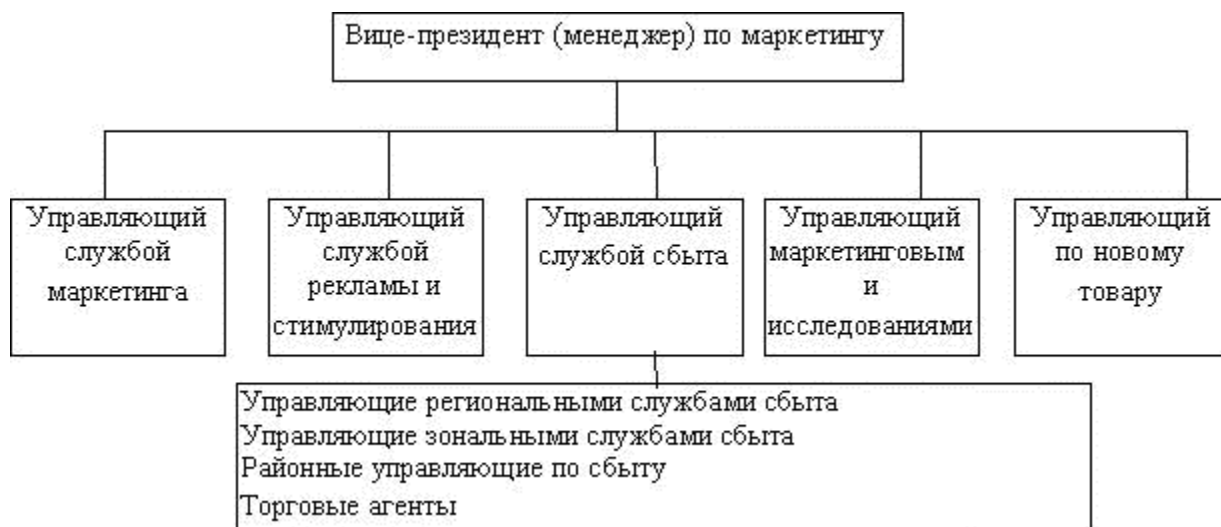 Вице-президент (менеджер) по маркетингу
Управляющий
службой
маркетинга
Управляющий
службой
рекламы и
стимулирования
Управляющий
службой сбыта
Управляющий
маркетинговым
и
исследованиями
Управляющий
по новому
товару
Управляющие региональными службами сбыта
Управляющие зональными службами сбыта
Районные управляющие по сбыту
Торговые агенты